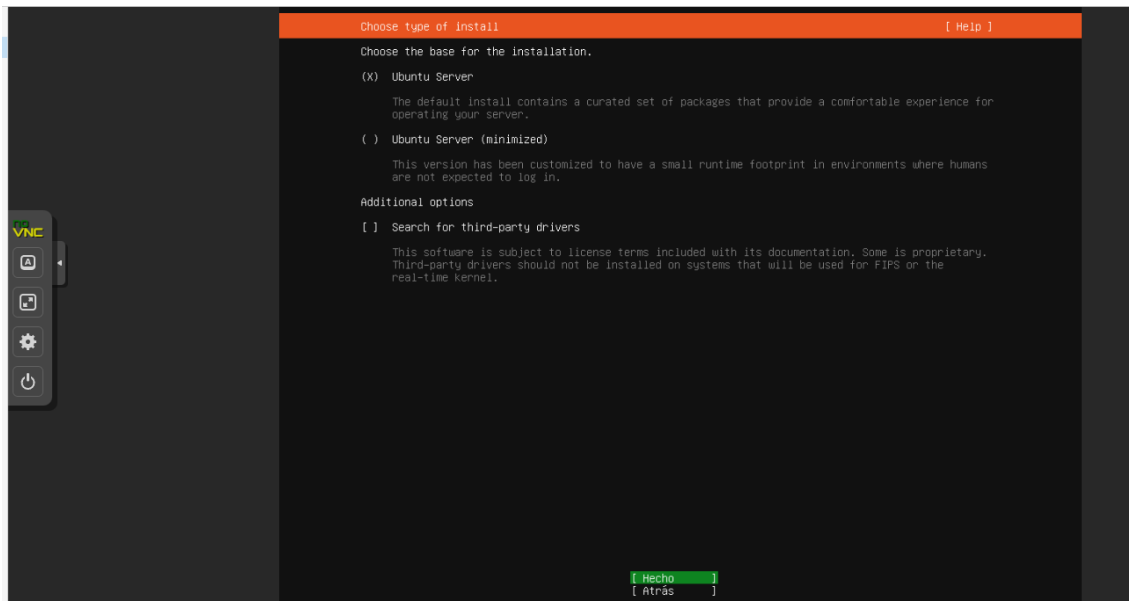 Choose type of install [ Help ]
Choose the base for the installation.
(X) Ubuntu Server
The default install contains a curated set of packages that provide a comfortable experience for
operating your server.
( ) Ubuntu Server (minimized)
This version has been customized to have a small runtime footprint in environments where humans
are not expected to log in.
Additional options
[ ] Search for third-party drivers
This software is subject to license terms included with its documentation. Some is proprietary.
Third-party drivers should not be installed on systems that will be used for FIPS or the
real-time kernel.
no
VNC
A
[ Hecho ]
[ Atrás ]